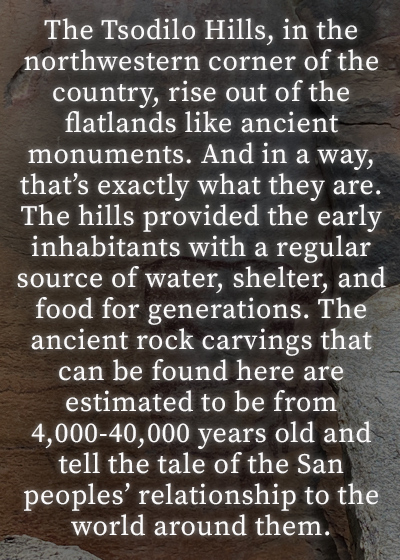 The Tsodilo Hills, in the
northwestern corner of the
country, rise out of the
flatlands like ancient
monuments. And in a way,
that’s exactly what they are.
The hills provided the early
inhabitants with a regular
source of water, shelter, and
food for generations. The
ancient rock carvings that
can be found here are
estimated to be from
4,000-40,000 years old and
tell the tale of the San
peoples’ relationship to the
world around them.